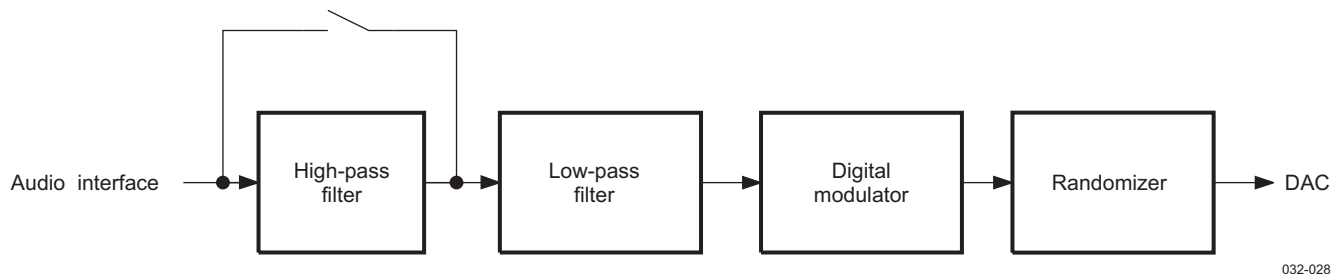 Audio interface
High-pass
filter
Low-pass
filter
Digital
modulator
Randomizer
DAC
032-028